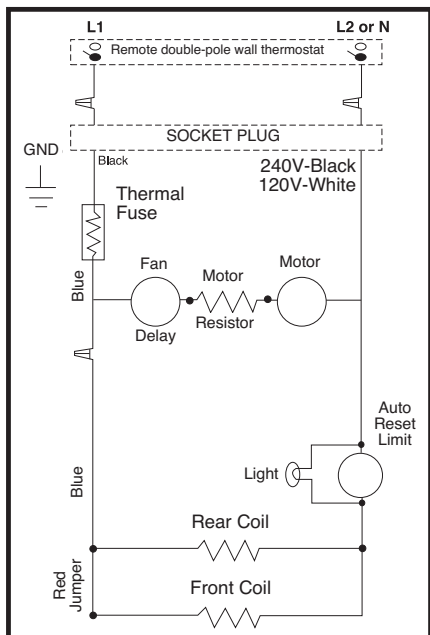 L1
L2 or N
Remote double-pole wall thermostat
SOCKET PLUG
GND
Black
240V-Black
120V-White
Thermal
Fuse
Blue
Fan
Delay
Motor
Resistor
Motor
Auto
Reset
Limit
Light
Blue
Rear Coil
Red
Jumper
Front Coil